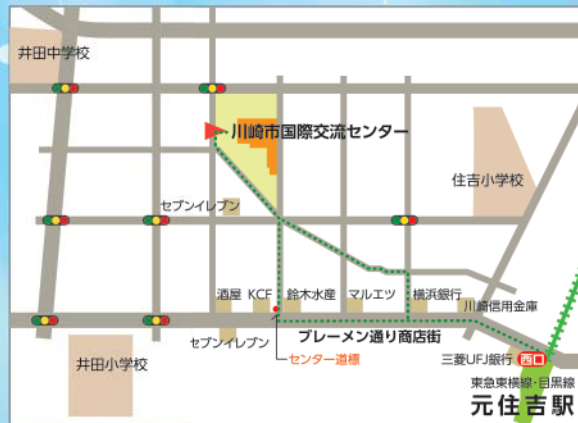 井田中学校
川崎市国際交流センター
住吉小学校
セブンイレブン
酒屋 KCF 鈴木水産 マルエツ 横浜銀行
川崎信用金庫
ブレーメン通り商店街
セブンイレブン
センター道標
井田小学校
三菱UFJ銀行 西口
東急東横線・目黒線
元住吉駅